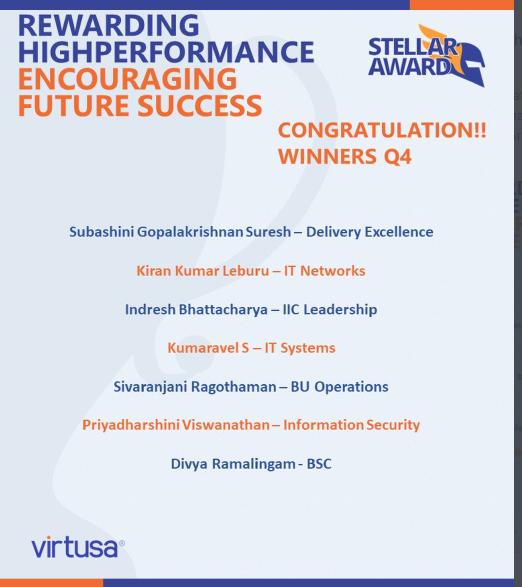 REWARDING
HIGHPERFORMANCE
ENCOURAGING
FUTURE SUCCESS
STELLAR
AWARD
CONGRATULATION!!
WINNERS Q4
Subashini Gopalakrishnan Suresh – Delivery Excellence
Kiran Kumar Leburu – IT Networks
Indresh Bhattacharya – IIC Leadership
Kumaravel S – IT Systems
Sivaranjani Ragothaman – BU Operations
Priyadharshini Viswanathan – Information Security
Divya Ramalingam - BSC
virtusa®